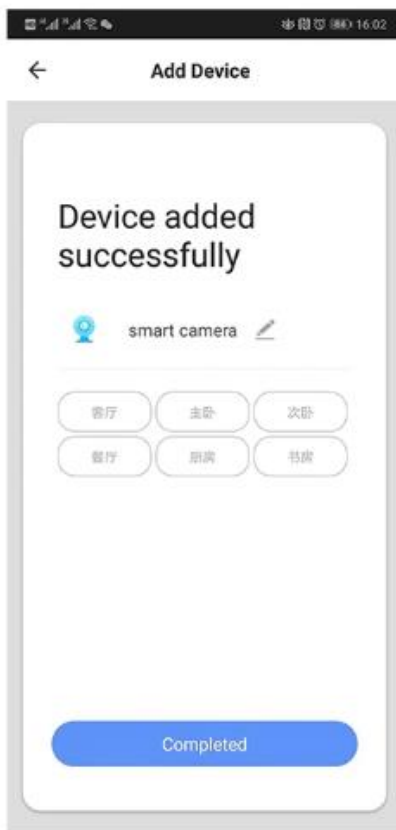 16:02
Add Device
Device added
successfully
smart camera
客厅 主卧 次卧
餐厅 厨房 书房
Completed